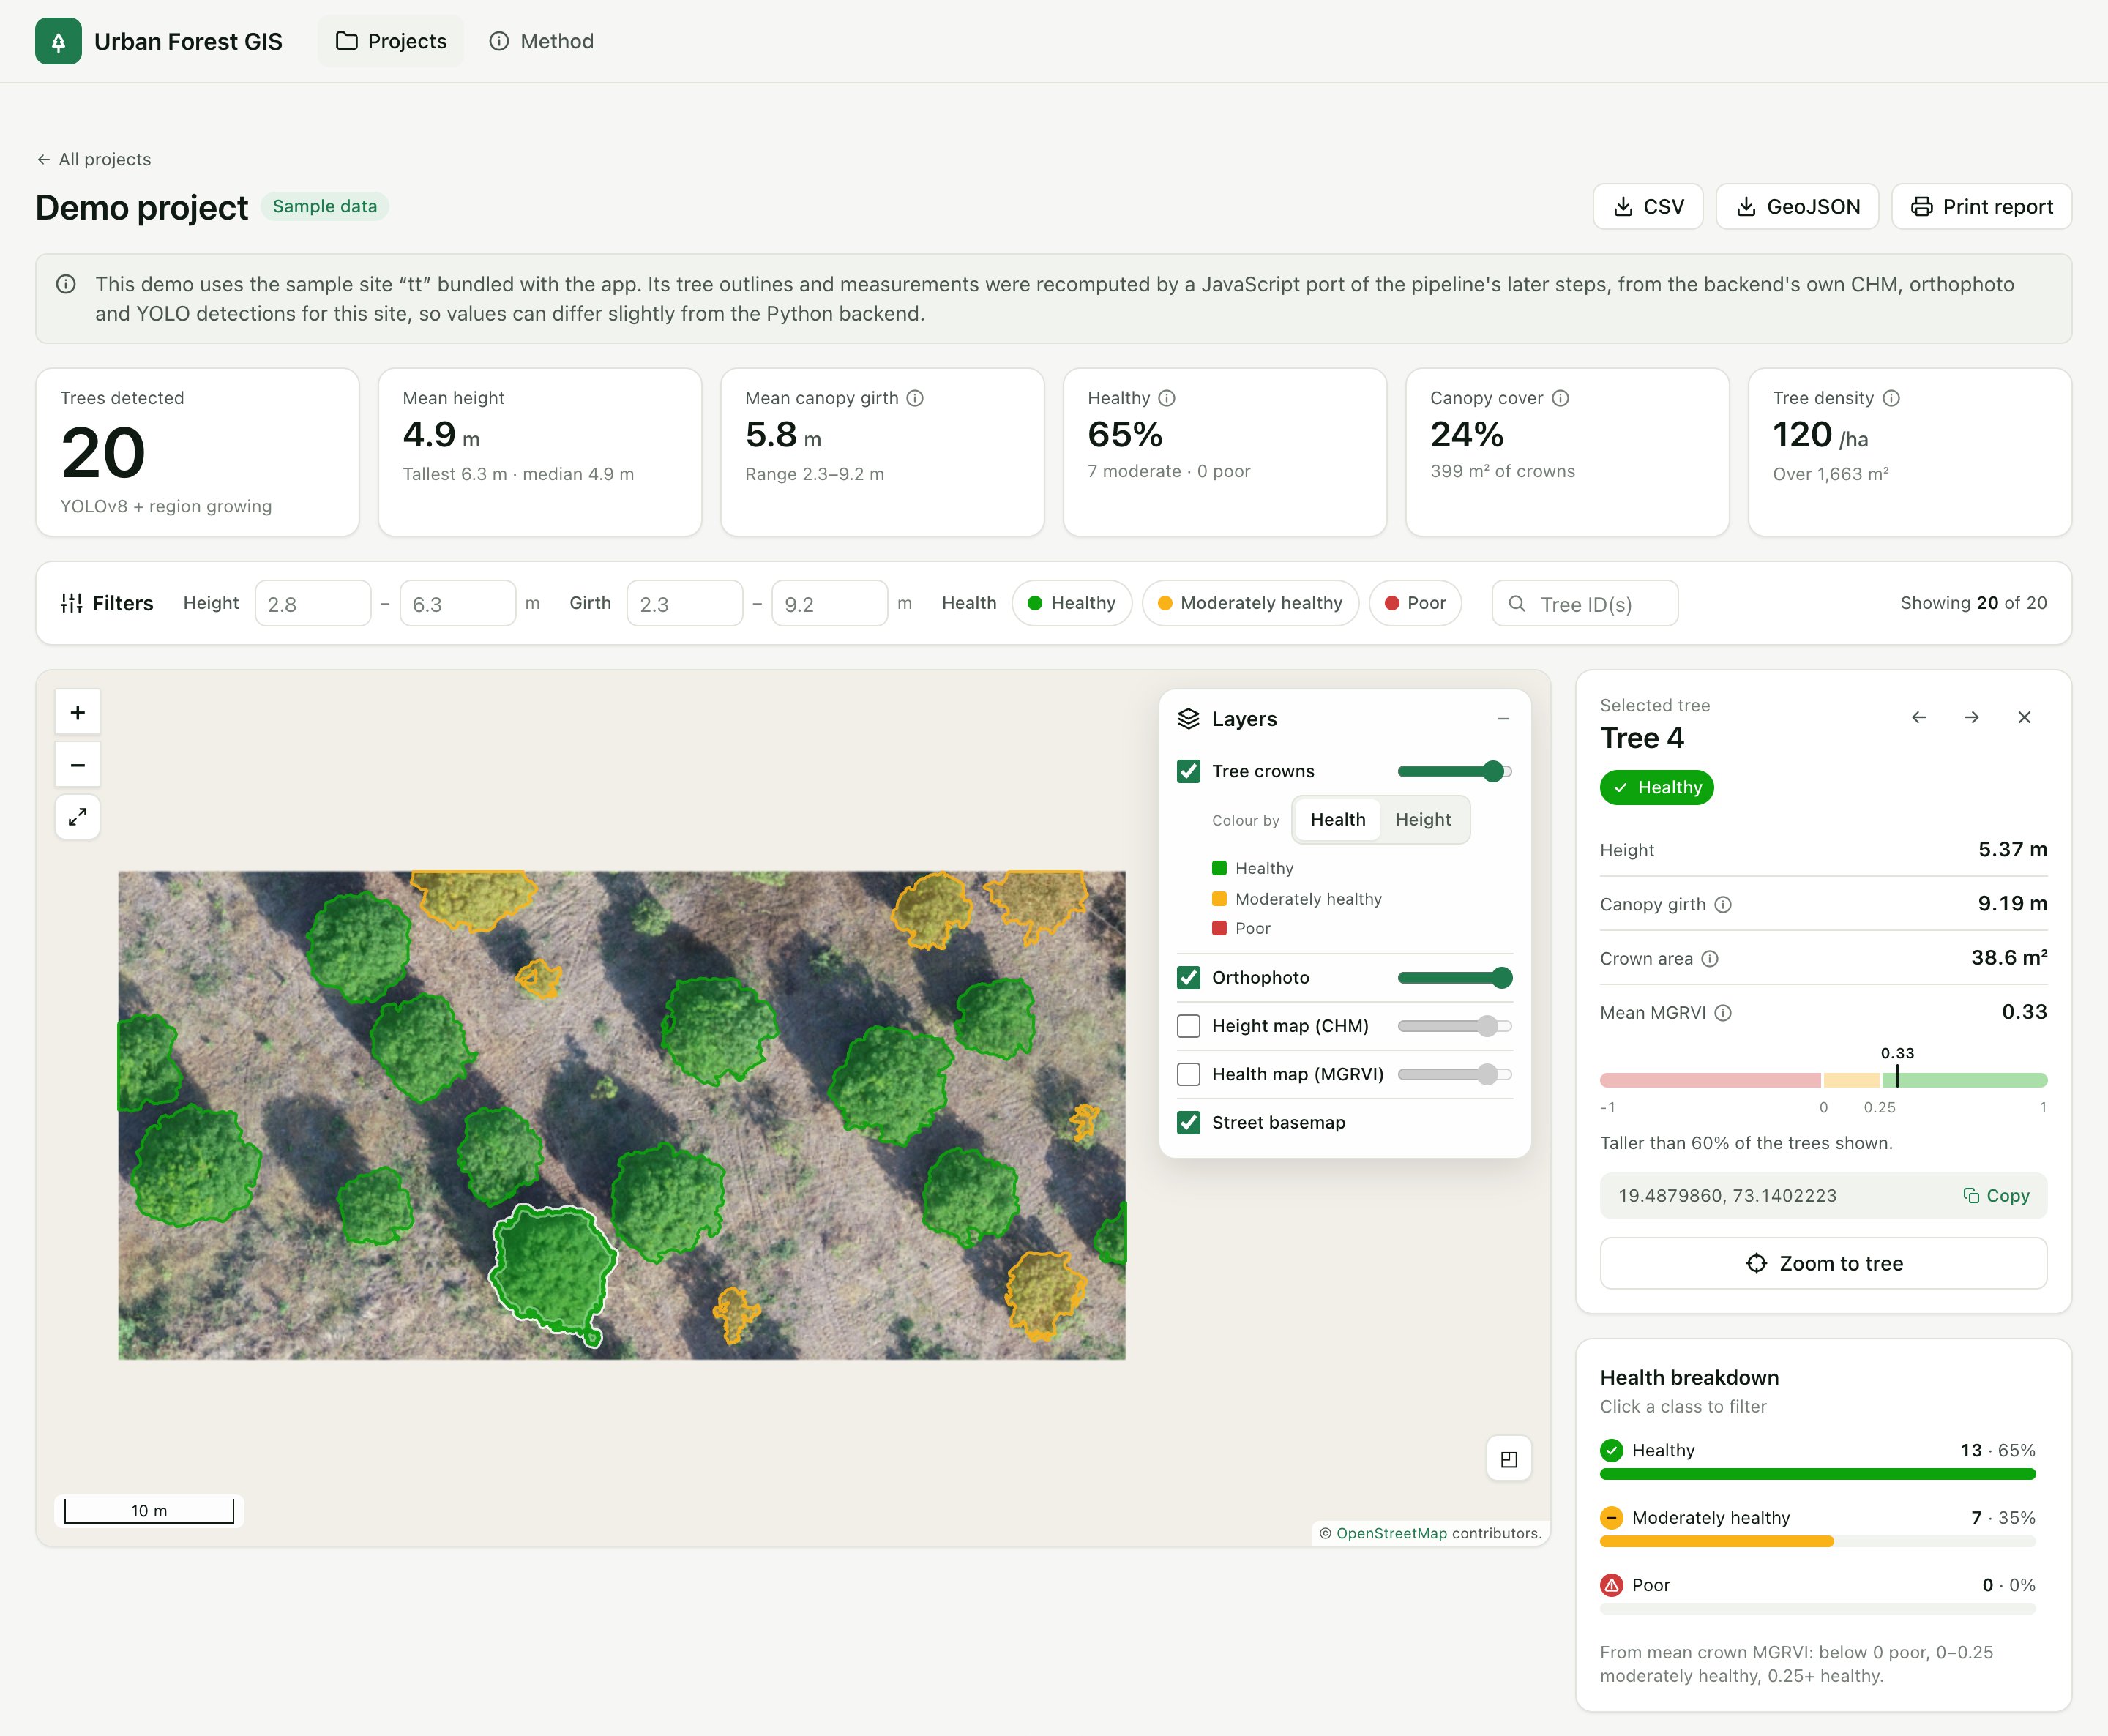 Urban Forest GIS
Projects
Method
← All projects
Demo project
Sample data
CSV
GeoJSON
Print report
This demo uses the sample site “tt” bundled with the app. Its tree outlines and measurements were recomputed by a JavaScript port of the pipeline's later steps, from the backend's own CHM, orthophoto
and YOLO detections for this site, so values can differ slightly from the Python backend.
Trees detected
20
YOLOv8 + region growing
Mean height
4.9 m
Tallest 6.3 m · median 4.9 m
Mean canopy girth
5.8 m
Range 2.3–9.2 m
Healthy
65%
7 moderate · 0 poor
Canopy cover
24%
399 m² of crowns
Tree density
120 /ha
Over 1,663 m²
Filters
Height 2.8 – 6.3 m
Girth 2.3 – 9.2 m
Health
Healthy
Moderately healthy
Poor
Tree ID(s)
Showing 20 of 20
Layers
Tree crowns
Colour by
Health
Height
Healthy
Moderately healthy
Poor
Orthophoto
Height map (CHM)
Health map (MGRVI)
Street basemap
10 m
© OpenStreetMap contributors.
Selected tree
Tree 4
Healthy
Height 5.37 m
Canopy girth 9.19 m
Crown area 38.6 m²
Mean MGRVI 0.33
0.33
-1 0 0.25 1
Taller than 60% of the trees shown.
19.4879860, 73.1402223
Copy
Zoom to tree
Health breakdown
Click a class to filter
Healthy 13 · 65%
Moderately healthy 7 · 35%
Poor 0 · 0%
From mean crown MGRVI: below 0 poor, 0–0.25
moderately healthy, 0.25+ healthy.